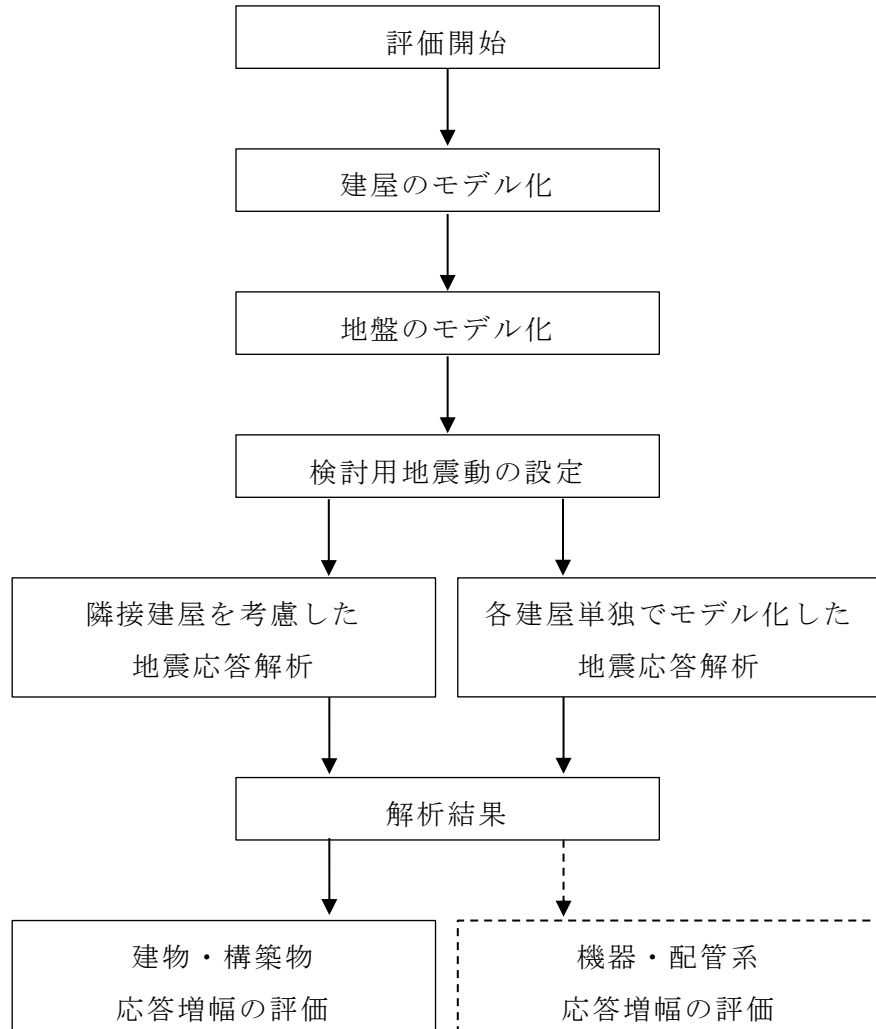 評価開始
建屋のモデル化
地盤のモデル化
検討用地震動の設定
隣接建屋を考慮した
地震応答解析
各建屋単独でモデル化した
地震応答解析
解析結果
建物・構築物
応答増幅の評価
機器・配管系
応答増幅の評価